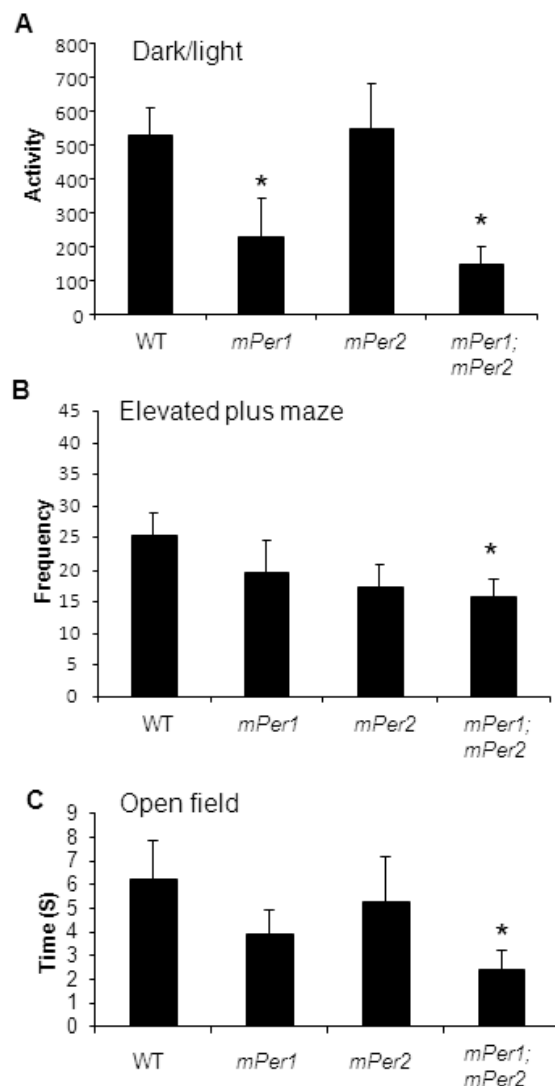 A
Dark/light
Activity
800
700
600
500
400
300
200
100
0
*
*
WT
mPer1
mPer2
mPer1;
mPer2
B
Elevated plus maze
Frequency
45
40
35
30
25
20
15
10
5
0
*
WT
mPer1
mPer2
mPer1;
mPer2
C
Open field
Time (S)
9
8
7
6
5
4
3
2
1
0
*
WT
mPer1
mPer2
mPer1;
mPer2